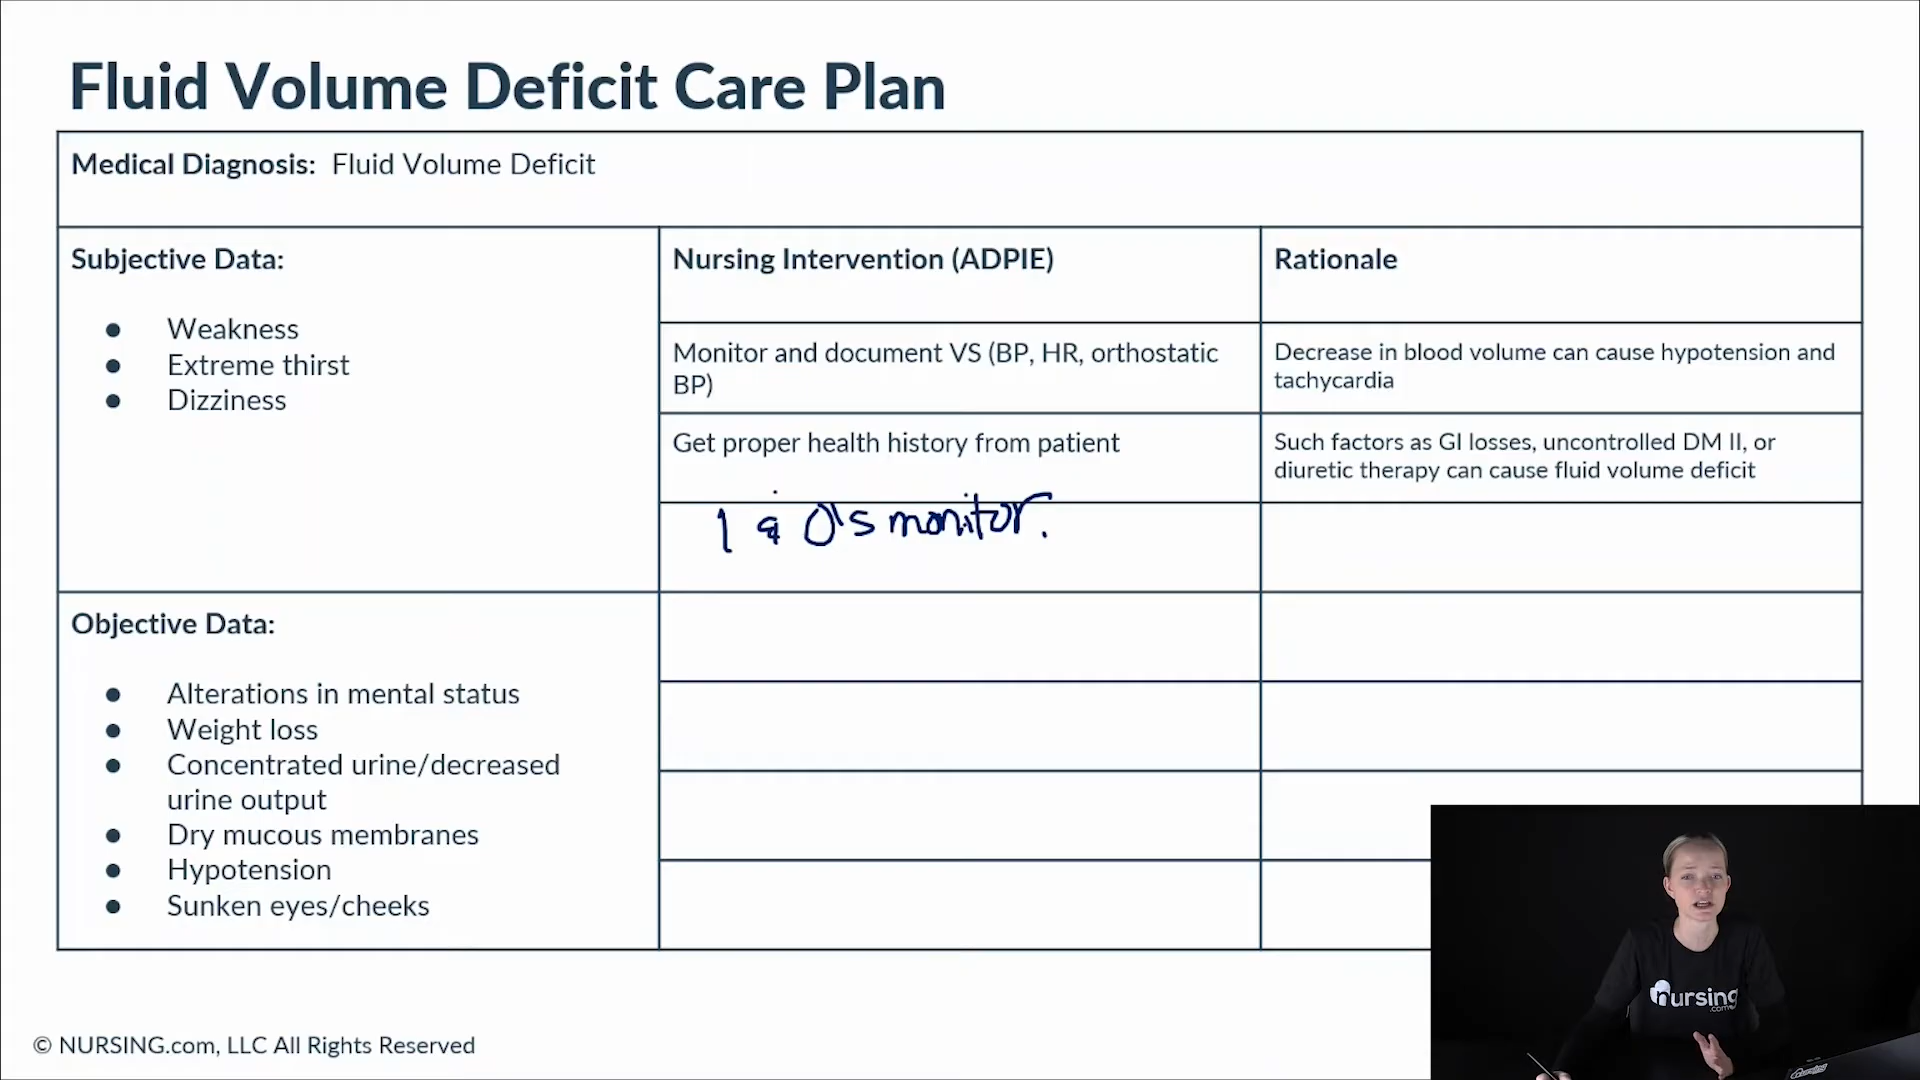 Fluid Volume Deficit Care Plan
Medical Diagnosis: Fluid Volume Deficit
Subjective Data:
● Weakness
● Extreme thirst
● Dizziness
Nursing Intervention (ADPIE)
Rationale
Monitor and document VS (BP, HR, orthostatic
BP)
Decrease in blood volume can cause hypotension and
tachycardia
Get proper health history from patient
Such factors as GI losses, uncontrolled DM II, or
diuretic therapy can cause fluid volume deficit
I & O's monitor.
Objective Data:
● Alterations in mental status
● Weight loss
● Concentrated urine/decreased
urine output
● Dry mucous membranes
● Hypotension
● Sunken eyes/cheeks
nursing
.com
nursing
© NURSING.com, LLC All Rights Reserved